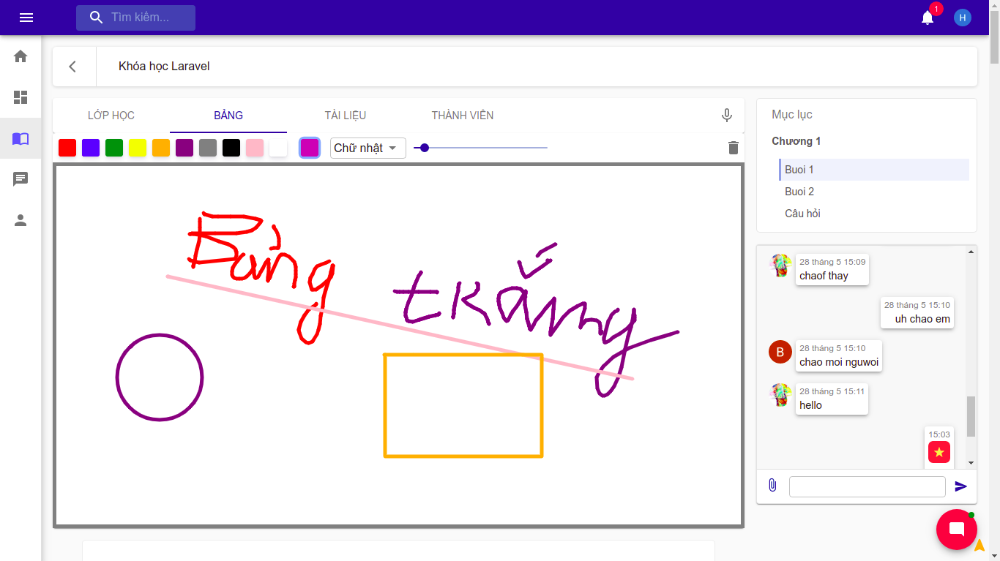 Tìm kiếm...
1
H
Khóa học Laravel
LỚP HỌC BẢNG TÀI LIỆU THÀNH VIÊN
Chữ nhật
Bảng
trắng
Mục lục
Chương 1
Buoi 1
Buoi 2
Câu hỏi
28 tháng 5 15:09
chaof thay
28 tháng 5 15:10
uh chao em
B
28 tháng 5 15:10
chao moi nguwoi
28 tháng 5 15:11
hello
15:03